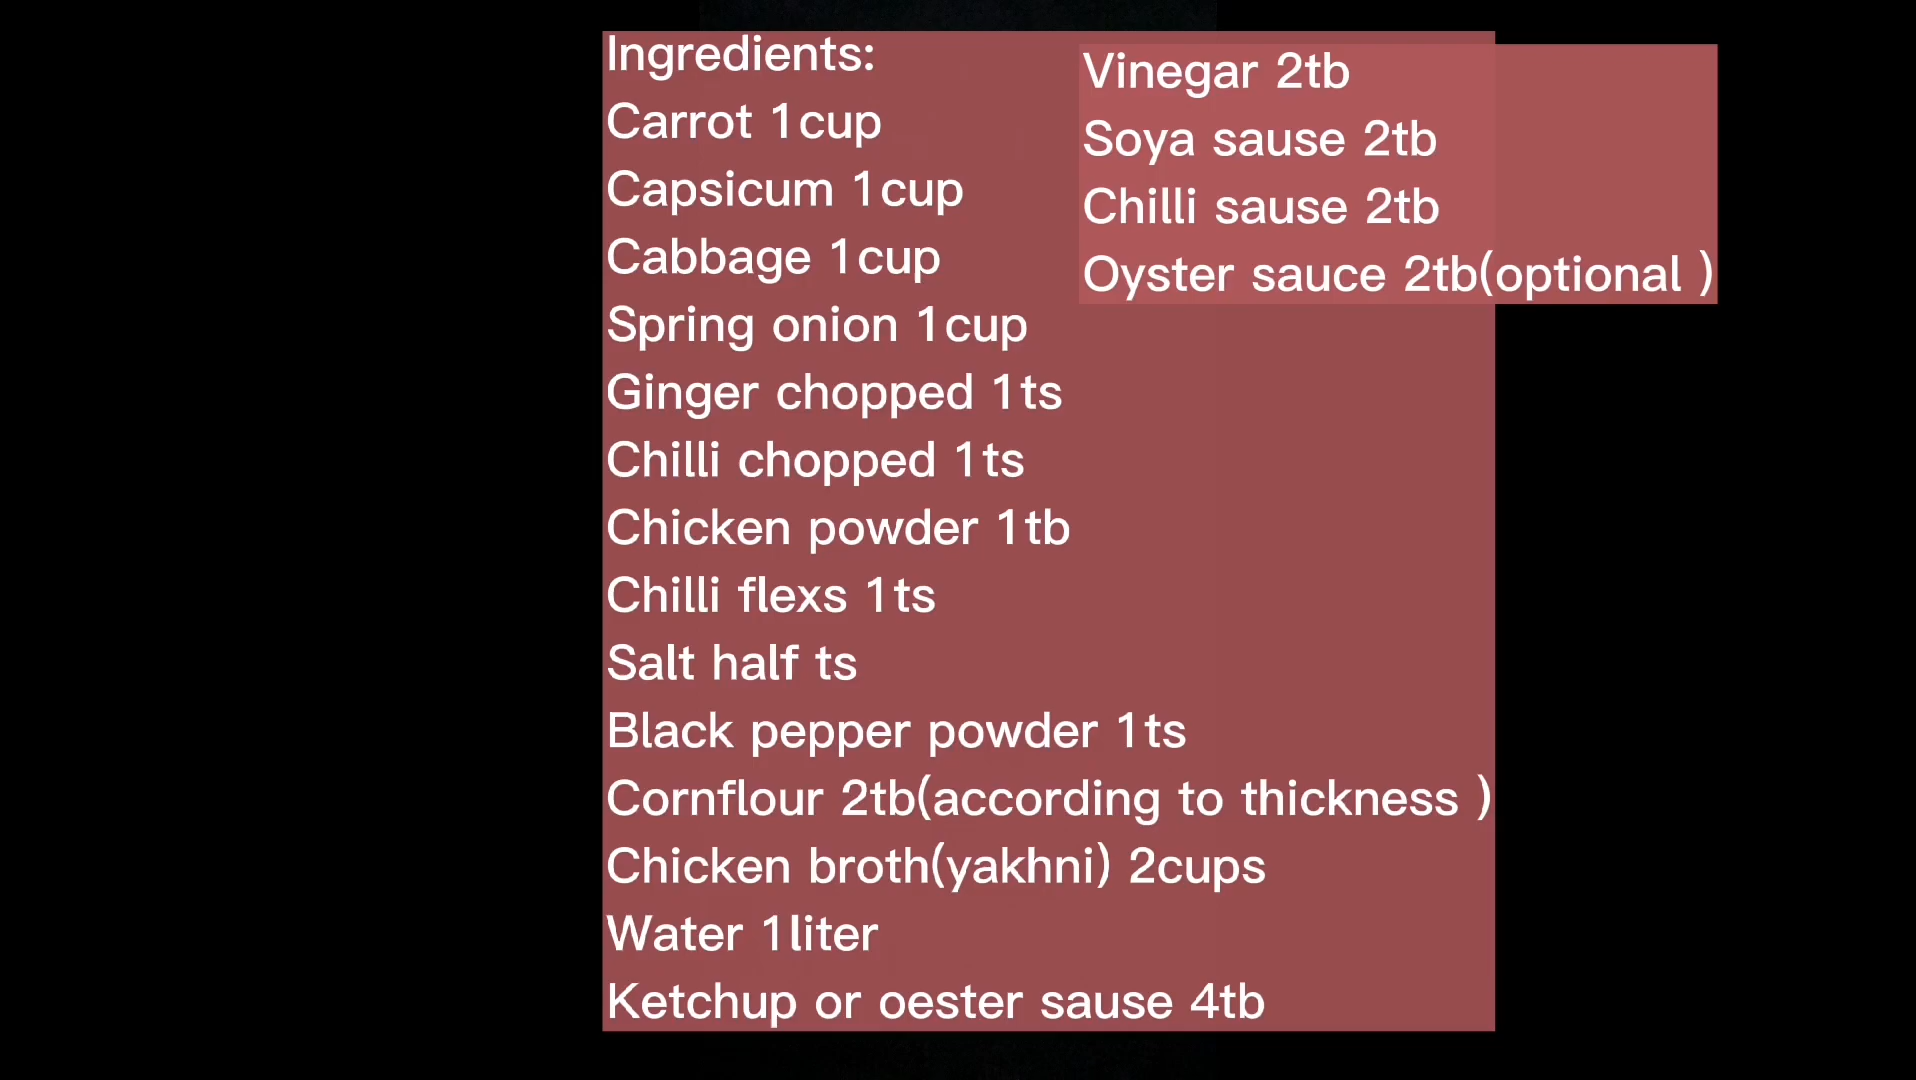 Ingredients:
Carrot 1cup
Capsicum 1cup
Cabbage 1cup
Spring onion 1cup
Ginger chopped 1ts
Chilli chopped 1ts
Chicken powder 1tb
Chilli flexs 1ts
Salt half ts
Black pepper powder 1ts
Cornflour 2tb(according to thickness )
Chicken broth(yakhni) 2cups
Water 1liter
Ketchup or oester sause 4tb
Vinegar 2tb
Soya sause 2tb
Chilli sause 2tb
Oyster sauce 2tb(optional )